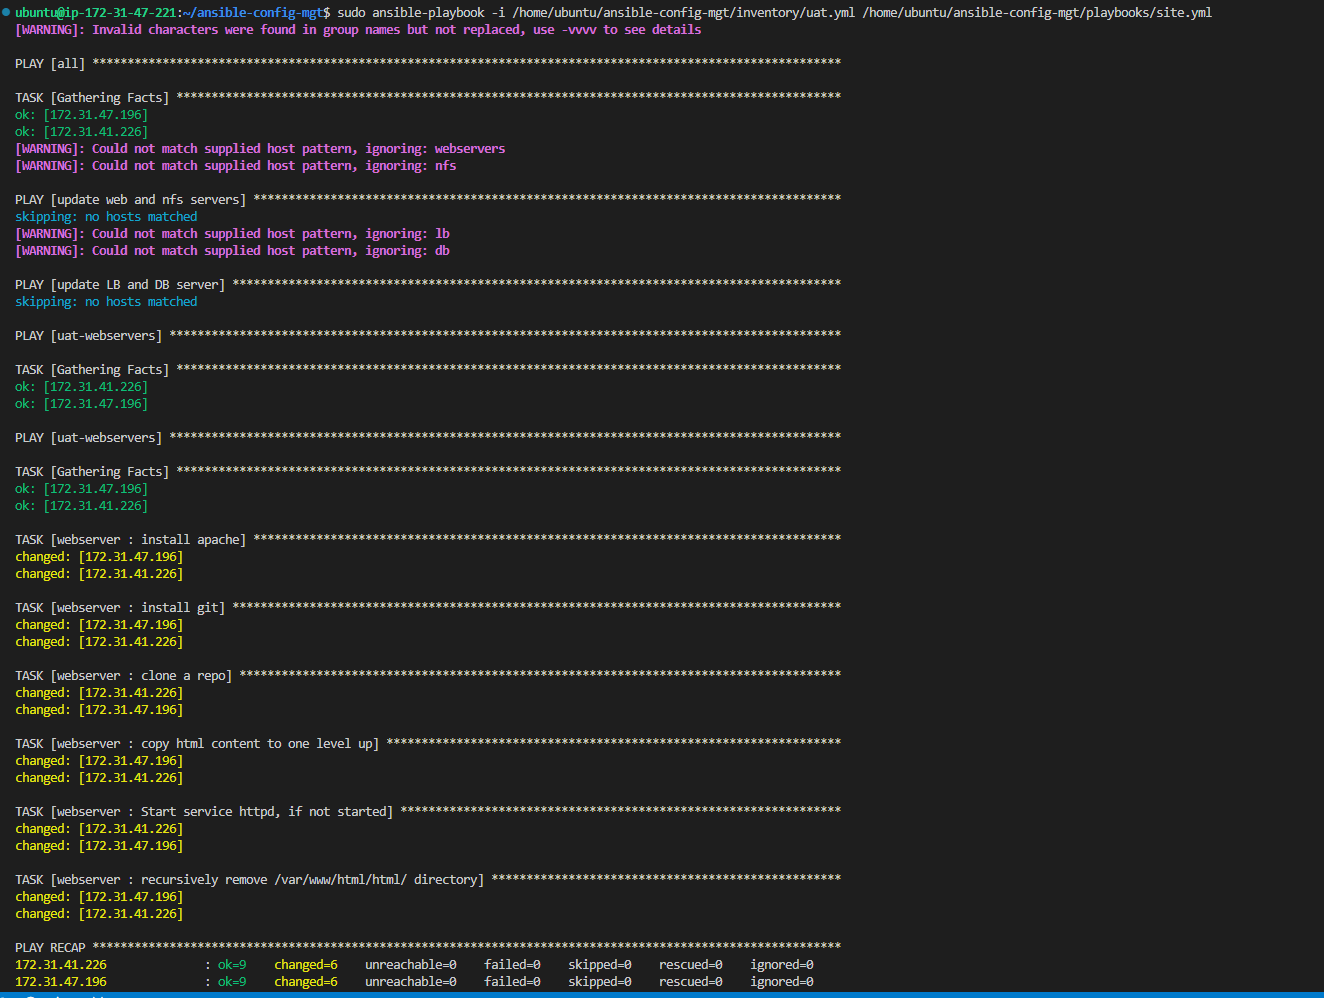 ubuntu@ip-172-31-47-221:~/ansible-config-mgt$ sudo ansible-playbook -i /home/ubuntu/ansible-config-mgt/inventory/uat.yml /home/ubuntu/ansible-config-mgt/playbooks/site.yml
[WARNING]: Invalid characters were found in group names but not replaced, use -vvvv to see details
PLAY [all] ***********************************************************************************************************
TASK [Gathering Facts] ***********************************************************************************************
ok: [172.31.47.196]
ok: [172.31.41.226]
[WARNING]: Could not match supplied host pattern, ignoring: webservers
[WARNING]: Could not match supplied host pattern, ignoring: nfs
PLAY [update web and nfs servers] ************************************************************************************
skipping: no hosts matched
[WARNING]: Could not match supplied host pattern, ignoring: lb
[WARNING]: Could not match supplied host pattern, ignoring: db
PLAY [update LB and DB server] ***************************************************************************************
skipping: no hosts matched
PLAY [uat-webservers] ************************************************************************************************
TASK [Gathering Facts] ***********************************************************************************************
ok: [172.31.41.226]
ok: [172.31.47.196]
PLAY [uat-webservers] ************************************************************************************************
TASK [Gathering Facts] ***********************************************************************************************
ok: [172.31.47.196]
ok: [172.31.41.226]
TASK [webserver : install apache] ************************************************************************************
changed: [172.31.47.196]
changed: [172.31.41.226]
TASK [webserver : install git] ***************************************************************************************
changed: [172.31.47.196]
changed: [172.31.41.226]
TASK [webserver : clone a repo] **************************************************************************************
changed: [172.31.41.226]
changed: [172.31.47.196]
TASK [webserver : copy html content to one level up] *****************************************************************
changed: [172.31.47.196]
changed: [172.31.41.226]
TASK [webserver : Start service httpd, if not started] ***************************************************************
changed: [172.31.41.226]
changed: [172.31.47.196]
TASK [webserver : recursively remove /var/www/html/html/ directory] **************************************************
changed: [172.31.47.196]
changed: [172.31.41.226]
PLAY RECAP ***********************************************************************************************************
172.31.41.226 : ok=9 changed=6 unreachable=0 failed=0 skipped=0 rescued=0 ignored=0
172.31.47.196 : ok=9 changed=6 unreachable=0 failed=0 skipped=0 rescued=0 ignored=0